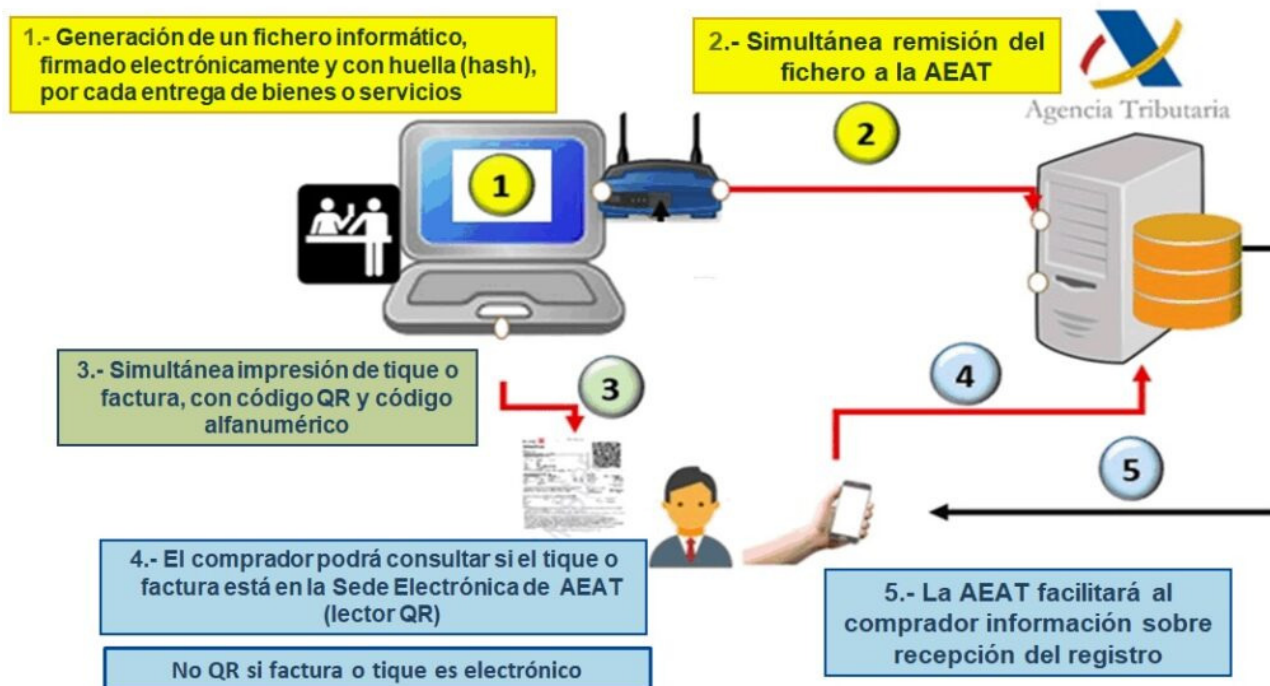 1.- Generación de un fichero informático,
firmado electrónicamente y con huella (hash),
por cada entrega de bienes o servicios
2.- Simultánea remisión del
fichero a la AEAT
Agencia Tributaria
1
2
3.- Simultánea impresión de tique o
factura, con código QR y código
alfanumérico
3
4
5
4.- El comprador podrá consultar si el tique o
factura está en la Sede Electrónica de AEAT
(lector QR)
No QR si factura o tique es electrónico
5.- La AEAT facilitará al
comprador información sobre
recepción del registro